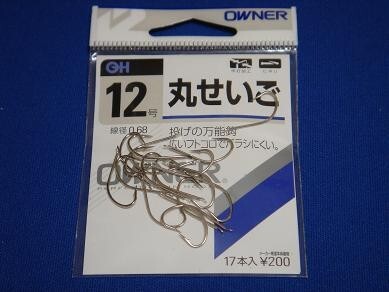 OWNER
OH
12号 丸せいご
線径0.68
投げの万能鈎
広いフトコロでバラシにくい。
OWNER
17本入 ¥200